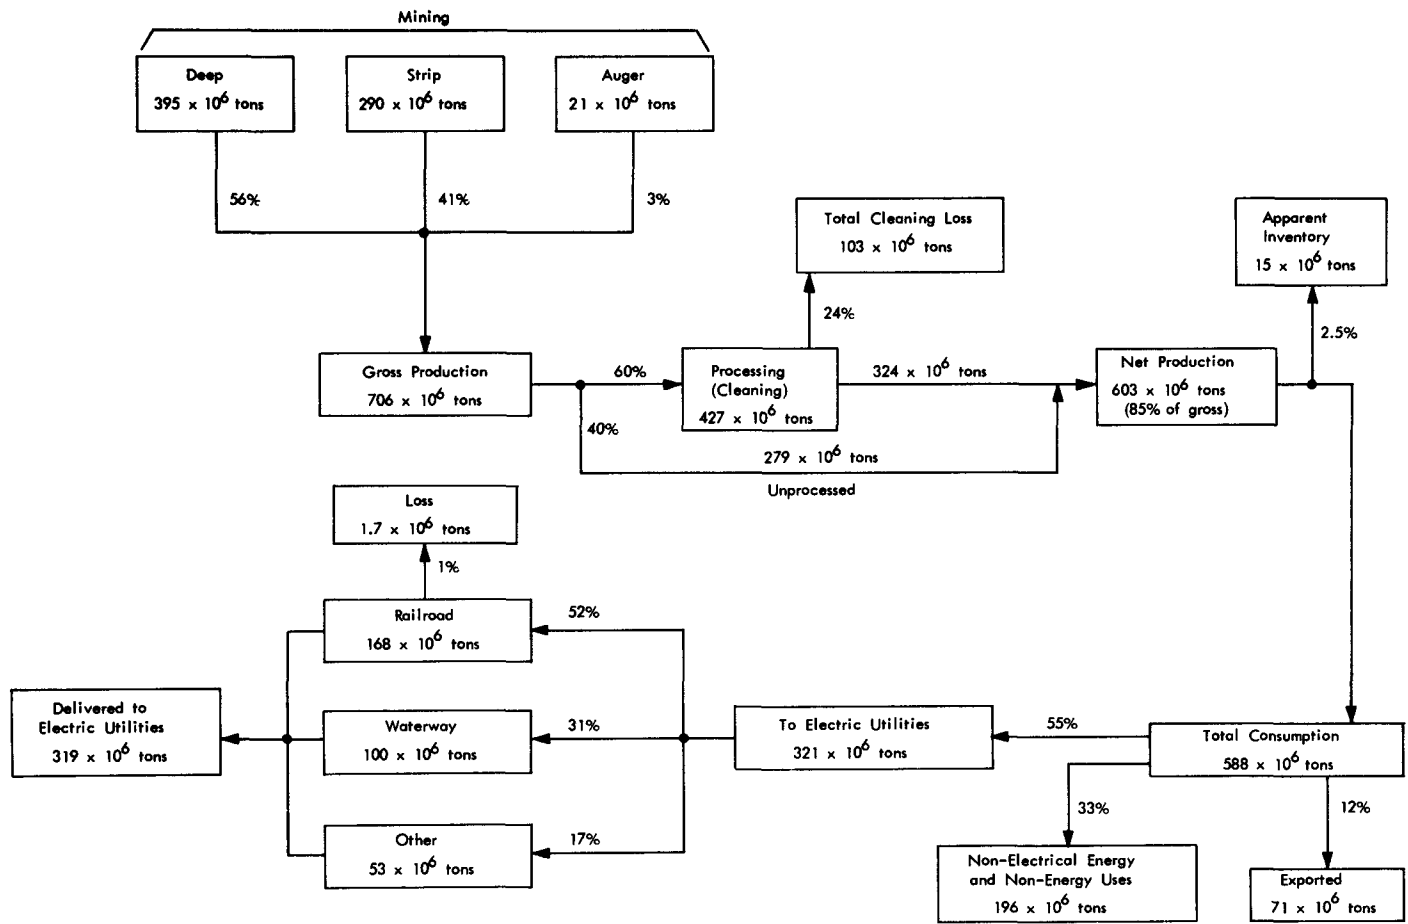 Mining
Deep
395 × 10⁶ tons
Strip
290 × 10⁶ tons
Auger
21 × 10⁶ tons
56%
41%
3%
Total Cleaning Loss
103 × 10⁶ tons
Apparent
Inventory
15 × 10⁶ tons
24%
2.5%
Gross Production
706 × 10⁶ tons
60%
Processing
(Cleaning)
427 × 10⁶ tons
324 × 10⁶ tons
Net Production
603 × 10⁶ tons
(85% of gross)
40%
279 × 10⁶ tons
Unprocessed
Loss
1.7 × 10⁶ tons
1%
Railroad
168 × 10⁶ tons
52%
Delivered to
Electric Utilities
319 × 10⁶ tons
Waterway
100 × 10⁶ tons
31%
To Electric Utilities
321 × 10⁶ tons
55%
Total Consumption
588 × 10⁶ tons
33%
12%
Other
53 × 10⁶ tons
17%
Non-Electrical Energy
and Non-Energy Uses
196 × 10⁶ tons
Exported
71 × 10⁶ tons